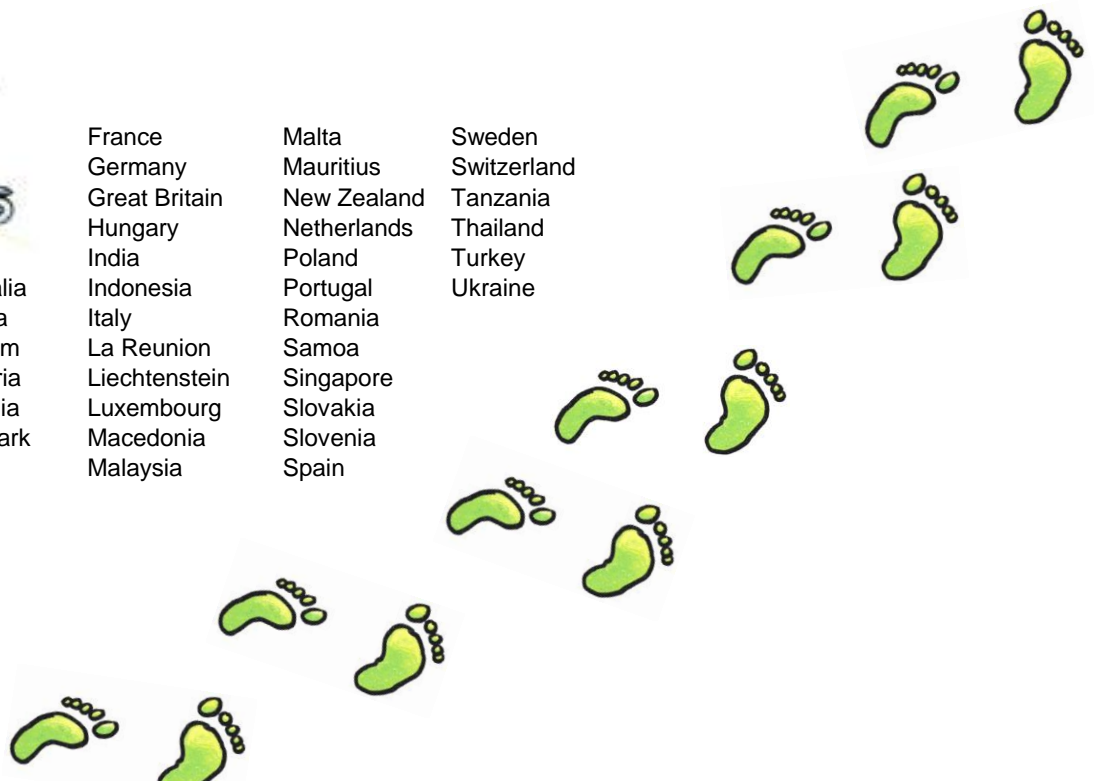 France
Germany
Great Britain
Hungary
India
Indonesia
Italy
La Reunion
Liechtenstein
Luxembourg
Macedonia
Malaysia
Malta
Mauritius
New Zealand
Netherlands
Poland
Portugal
Romania
Samoa
Singapore
Slovakia
Slovenia
Spain
Sweden
Switzerland
Tanzania
Thailand
Turkey
Ukraine